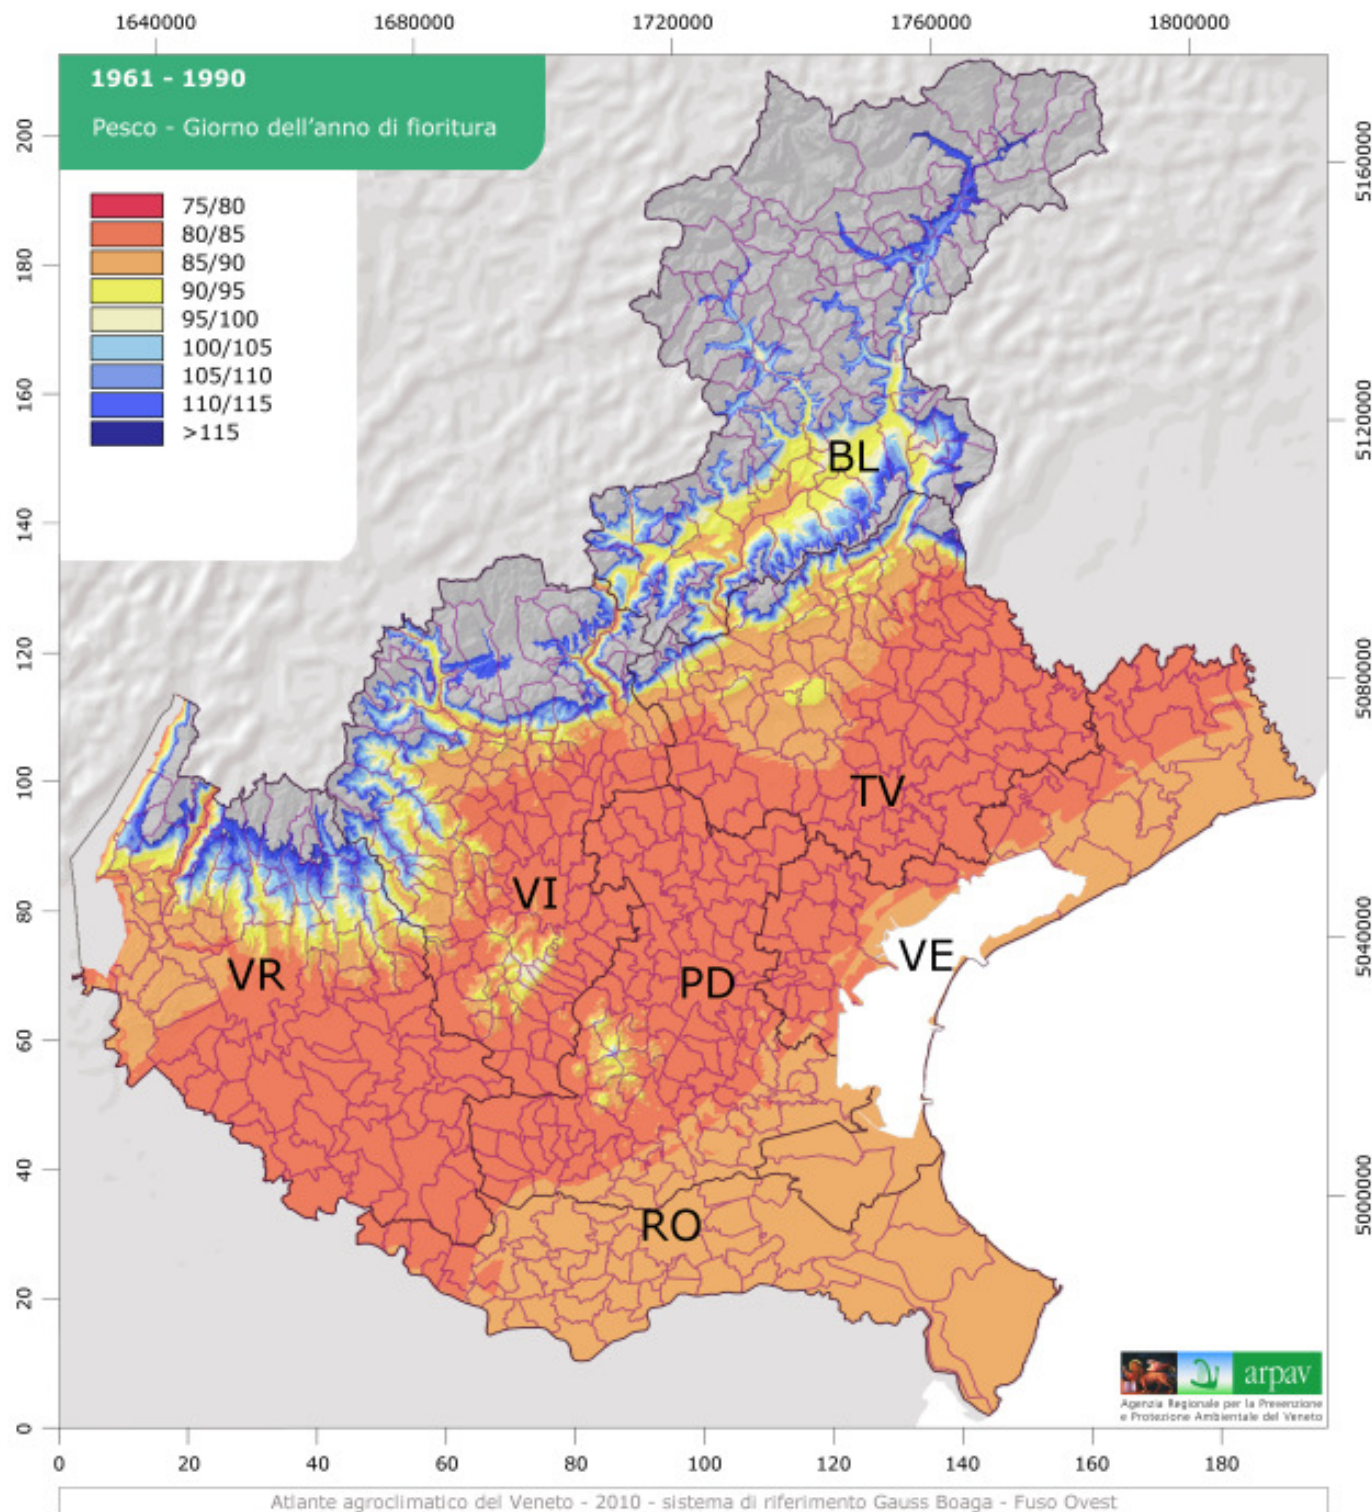 1640000 1680000 1720000 1760000 1800000
1961 - 1990
Pesco - Giorno dell'anno di fioritura
75/80
80/85
85/90
90/95
95/100
100/105
105/110
110/115
>115
200
180
160
140
120
100
80
60
40
20
0
5160000
5120000
5080000
5040000
5000000
BL
TV
VI
VE
VR
PD
RO
arpav
Agenzia Regionale per la Prevenzione
e Protezione Ambientale del Veneto
0 20 40 60 80 100 120 140 160 180
Atlante agroclimatico del Veneto - 2010 - sistema di riferimento Gauss Boaga - Fuso Ovest